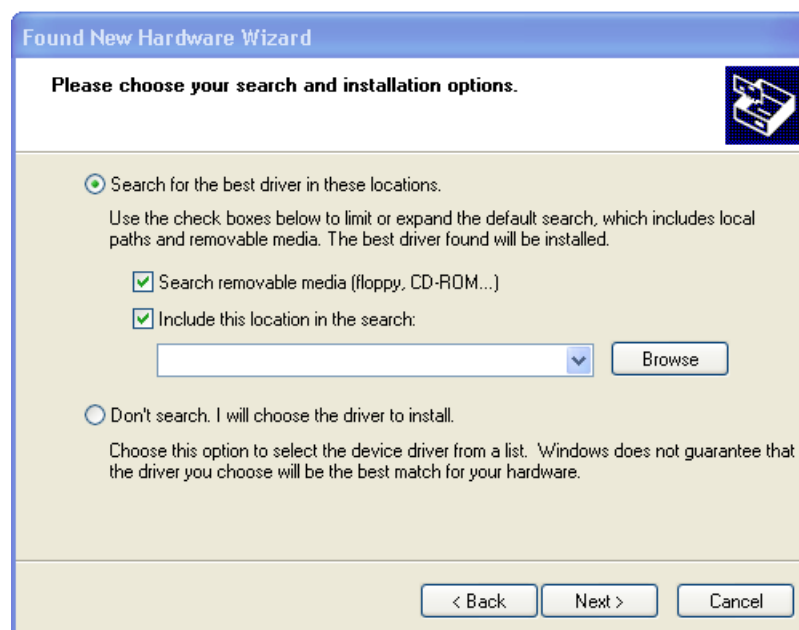 Found New Hardware Wizard
Please choose your search and installation options.
Search for the best driver in these locations.
Use the check boxes below to limit or expand the default search, which includes local
paths and removable media. The best driver found will be installed.
Search removable media (floppy, CD-ROM...)
Include this location in the search:
Browse
Don't search. I will choose the driver to install.
Choose this option to select the device driver from a list. Windows does not guarantee that
the driver you choose will be the best match for your hardware.
< Back Next > Cancel